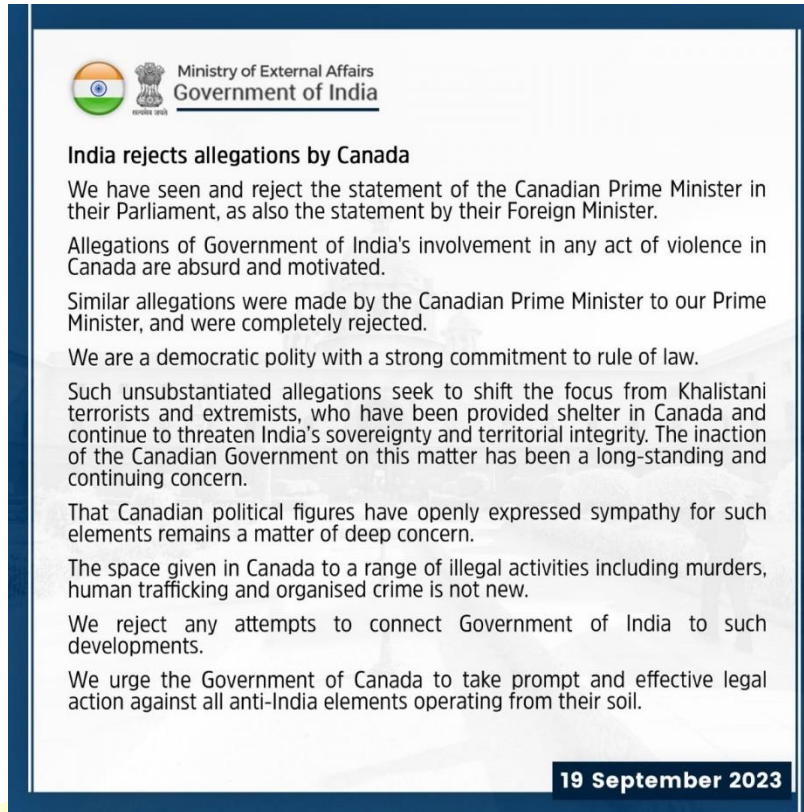 Ministry of External Affairs
Government of India
सत्यमेव जयते
India rejects allegations by Canada
We have seen and reject the statement of the Canadian Prime Minister in
their Parliament, as also the statement by their Foreign Minister.
Allegations of Government of India's involvement in any act of violence in
Canada are absurd and motivated.
Similar allegations were made by the Canadian Prime Minister to our Prime
Minister, and were completely rejected.
We are a democratic polity with a strong commitment to rule of law.
Such unsubstantiated allegations seek to shift the focus from Khalistani
terrorists and extremists, who have been provided shelter in Canada and
continue to threaten India's sovereignty and territorial integrity. The inaction
of the Canadian Government on this matter has been a long-standing and
continuing concern.
That Canadian political figures have openly expressed sympathy for such
elements remains a matter of deep concern.
The space given in Canada to a range of illegal activities including murders,
human trafficking and organised crime is not new.
We reject any attempts to connect Government of India to such
developments.
We urge the Government of Canada to take prompt and effective legal
action against all anti-India elements operating from their soil.
19 September 2023